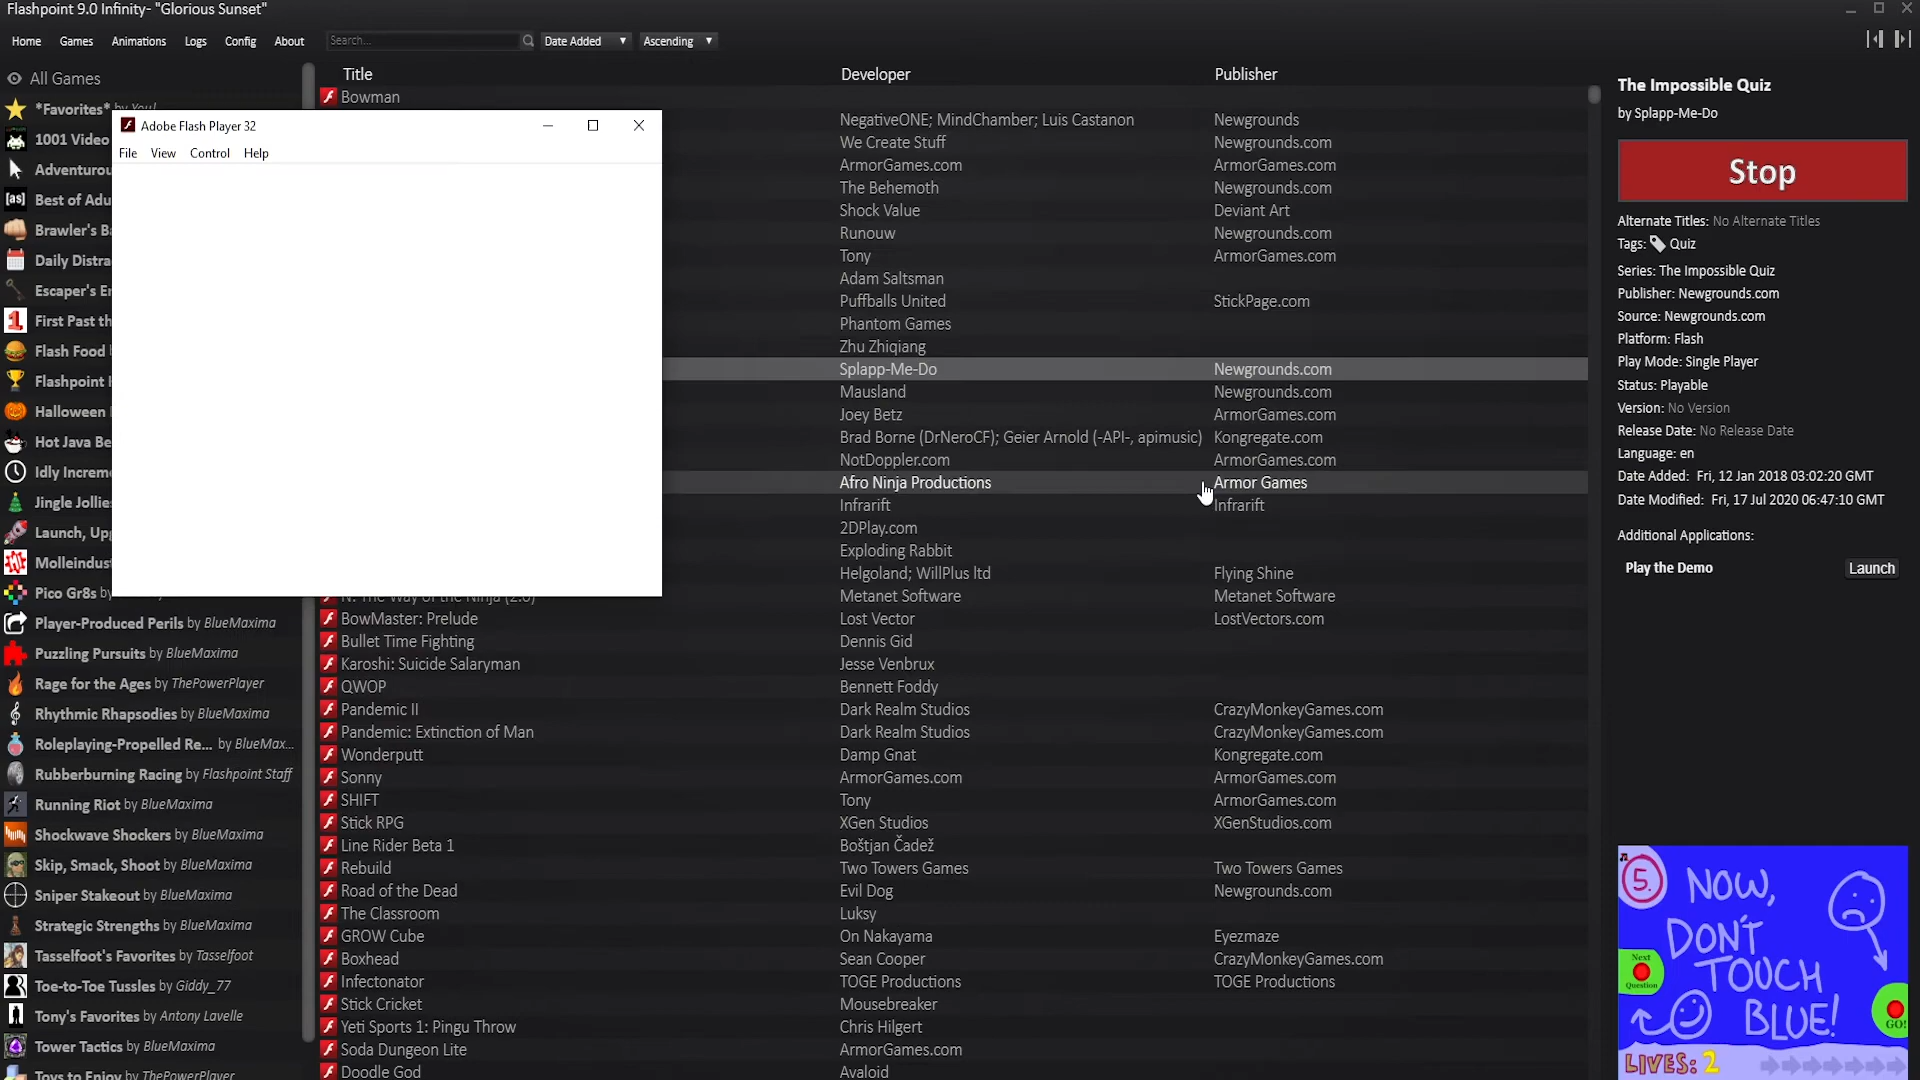 Flashpoint 9.0 Infinity- "Glorious Sunset"
Home Games Animations Logs Config About Search... Date Added Ascending
All Games
*Favorites* by You!
1001 Video
Adventurou
[as] Best of Adu
Brawler's Ba
Daily Distra
Escaper's En
First Past th
Flash Food
Flashpoint
Halloween
Hot Java Be
Idly Increme
Jingle Jollie
Launch, Upg
Molleindust
Pico Gr8s by
Player-Produced Perils by BlueMaxima
Puzzling Pursuits by BlueMaxima
Rage for the Ages by ThePowerPlayer
Rhythmic Rhapsodies by BlueMaxima
Roleplaying-Propelled Re... by BlueMax...
Rubberburning Racing by Flashpoint Staff
Running Riot by BlueMaxima
Shockwave Shockers by BlueMaxima
Skip, Smack, Shoot by BlueMaxima
Sniper Stakeout by BlueMaxima
Strategic Strengths by BlueMaxima
Tasselfoot's Favorites by Tasselfoot
Toe-to-Toe Tussles by Giddy_77
Tony's Favorites by Antony Lavelle
Tower Tactics by BlueMaxima
Toys to Enjoy by ThePowerPlayer
Adobe Flash Player 32
File View Control Help
Title Developer Publisher
Bowman
NegativeONE; MindChamber; Luis Castanon Newgrounds
We Create Stuff Newgrounds.com
ArmorGames.com ArmorGames.com
The Behemoth Newgrounds.com
Shock Value Deviant Art
Runouw Newgrounds.com
Tony ArmorGames.com
Adam Saltsman
Puffballs United StickPage.com
Phantom Games
Zhu Zhiqiang
Splapp-Me-Do Newgrounds.com
Mausland Newgrounds.com
Joey Betz ArmorGames.com
Brad Borne (DrNeroCF); Geier Arnold (-API-, apimusic) Kongregate.com
NotDoppler.com ArmorGames.com
Afro Ninja Productions Armor Games
Infrarift Infrarift
2DPlay.com
Exploding Rabbit
Helgoland; WillPlus ltd Flying Shine
N: The Way of the Ninja (2.0) Metanet Software Metanet Software
BowMaster: Prelude Lost Vector LostVectors.com
Bullet Time Fighting Dennis Gid
Karoshi: Suicide Salaryman Jesse Venbrux
QWOP Bennett Foddy
Pandemic II Dark Realm Studios CrazyMonkeyGames.com
Pandemic: Extinction of Man Dark Realm Studios CrazyMonkeyGames.com
Wonderputt Damp Gnat Kongregate.com
Sonny ArmorGames.com ArmorGames.com
SHIFT Tony ArmorGames.com
Stick RPG XGen Studios XGenStudios.com
Line Rider Beta 1 Boštjan Čadež
Rebuild Two Towers Games Two Towers Games
Road of the Dead Evil Dog Newgrounds.com
The Classroom Luksy
GROW Cube On Nakayama Eyezmaze
Boxhead Sean Cooper CrazyMonkeyGames.com
Infectonator TOGE Productions TOGE Productions
Stick Cricket Mousebreaker
Yeti Sports 1: Pingu Throw Chris Hilgert
Soda Dungeon Lite ArmorGames.com
Doodle God Avaloid
The Impossible Quiz
by Splapp-Me-Do
Stop
Alternate Titles: No Alternate Titles
Tags: Quiz
Series: The Impossible Quiz
Publisher: Newgrounds.com
Source: Newgrounds.com
Platform: Flash
Play Mode: Single Player
Status: Playable
Version: No Version
Release Date: No Release Date
Language: en
Date Added: Fri, 12 Jan 2018 03:02:20 GMT
Date Modified: Fri, 17 Jul 2020 06:47:10 GMT
Additional Applications:
Play the Demo Launch
5. NOW,
DON'T
TOUCH
BLUE!
Next
Question
GO!
LIVES: 2